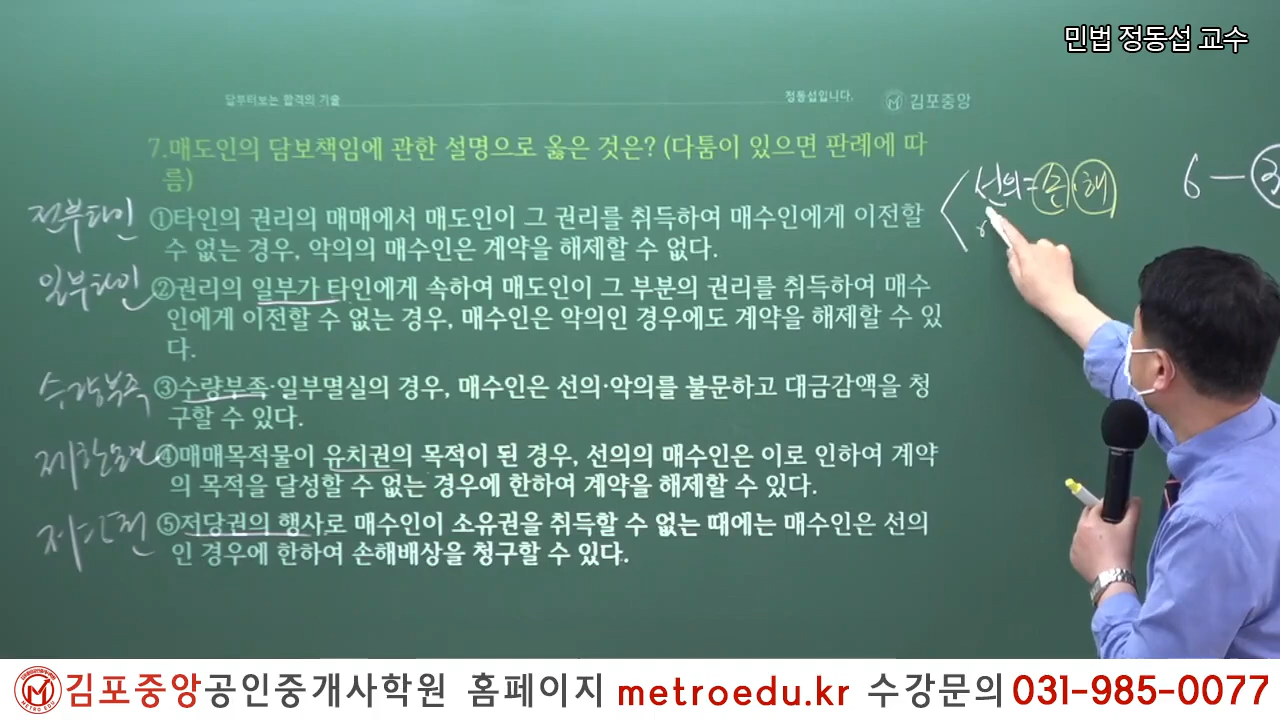 민법 정동섭 교수
달부터보는 합격의 기술
정동섭입니다.
김포중앙
7.매도인의 담보책임에 관한 설명으로 옳은 것은? (다툼이 있으면 판례에 따
름)
전부타인
①타인의 권리의 매매에서 매도인이 그 권리를 취득하여 매수인에게 이전할
수 없는 경우, 악의의 매수인은 계약을 해제할 수 없다.
일부타인
②권리의 일부가 타인에게 속하여 매도인이 그 부분의 권리를 취득하여 매수
인에게 이전할 수 없는 경우, 매수인은 악의인 경우에도 계약을 해제할 수 있
다.
수량부족
③수량부족·일부멸실의 경우, 매수인은 선의·악의를 불문하고 대금감액을 청
구할 수 있다.
④매매목적물이 유치권의 목적이 된 경우, 선의의 매수인은 이로 인하여 계약
의 목적을 달성할 수 없는 경우에 한하여 계약을 해제할 수 있다.
저,전
⑤저당권의 행사로 매수인이 소유권을 취득할 수 없는 때에는 매수인은 선의
인 경우에 한하여 손해배상을 청구할 수 있다.
선의=손,해
6 ─ ③
METRO EDU
김포중앙공인중개사학원 홈페이지 metroedu.kr 수강문의 031-985-0077